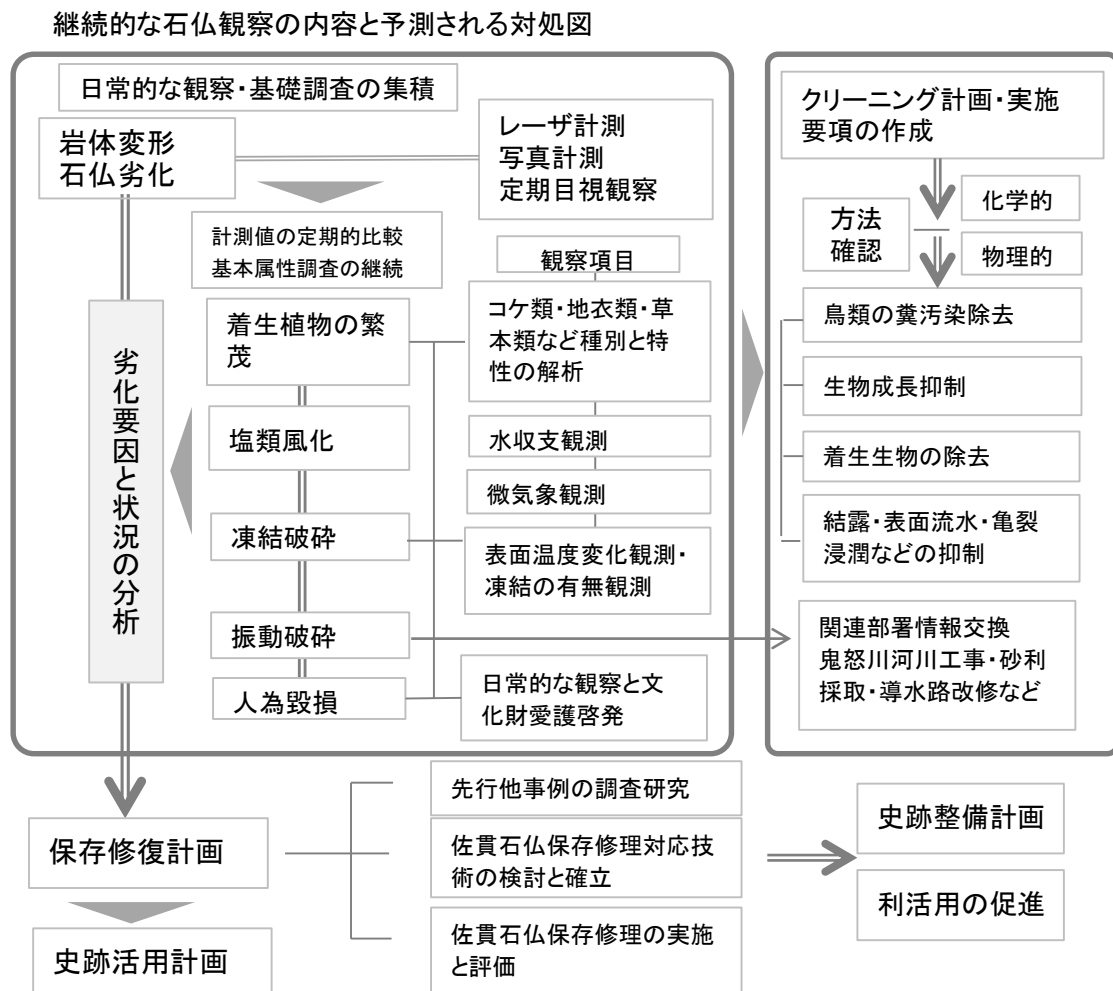 継続的な石仏観察の内容と予測される対処図
日常的な観察・基礎調査の集積
岩体変形
石仏劣化
レーザ計測
写真計測
定期目視観察
計測値の定期的比較
基本属性調査の継続
観察項目
着生植物の繁
茂
コケ類・地衣類・草
本類など種別と特
性の解析
塩類風化
水収支観測
微気象観測
凍結破砕
表面温度変化観測・
凍結の有無観測
振動破砕
人為毀損
日常的な観察と文
化財愛護啓発
劣化要因と状況の分析
クリーニング計画・実施
要項の作成
方法
確認
化学的
物理的
鳥類の糞汚染除去
生物成長抑制
着生生物の除去
結露・表面流水・亀裂
浸潤などの抑制
関連部署情報交換
鬼怒川河川工事・砂利
採取・導水路改修など
保存修復計画
史跡活用計画
先行他事例の調査研究
佐貫石仏保存修理対応技
術の検討と確立
佐貫石仏保存修理の実施
と評価
史跡整備計画
利活用の促進